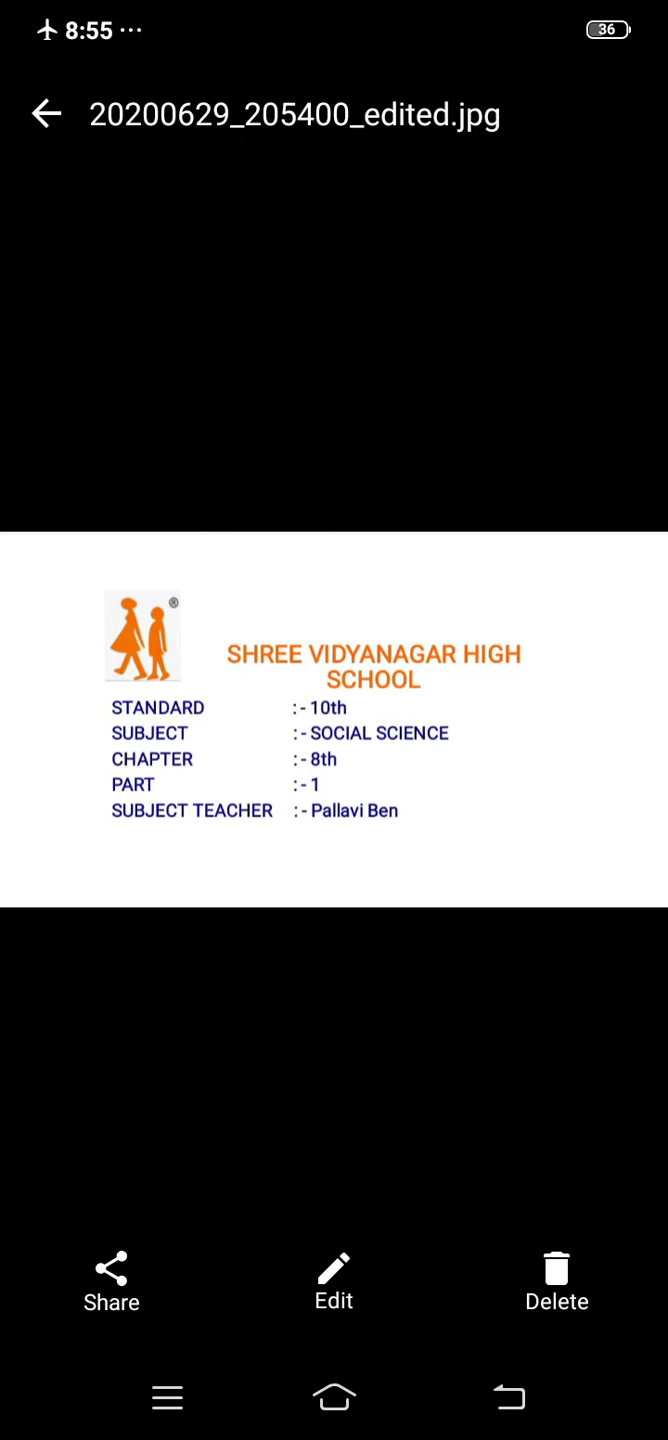 8:55 ...
36
20200629_205400_edited.jpg
®
SHREE VIDYANAGAR HIGH
SCHOOL
STANDARD :- 10th
SUBJECT :- SOCIAL SCIENCE
CHAPTER :- 8th
PART :- 1
SUBJECT TEACHER :- Pallavi Ben
Share Edit Delete